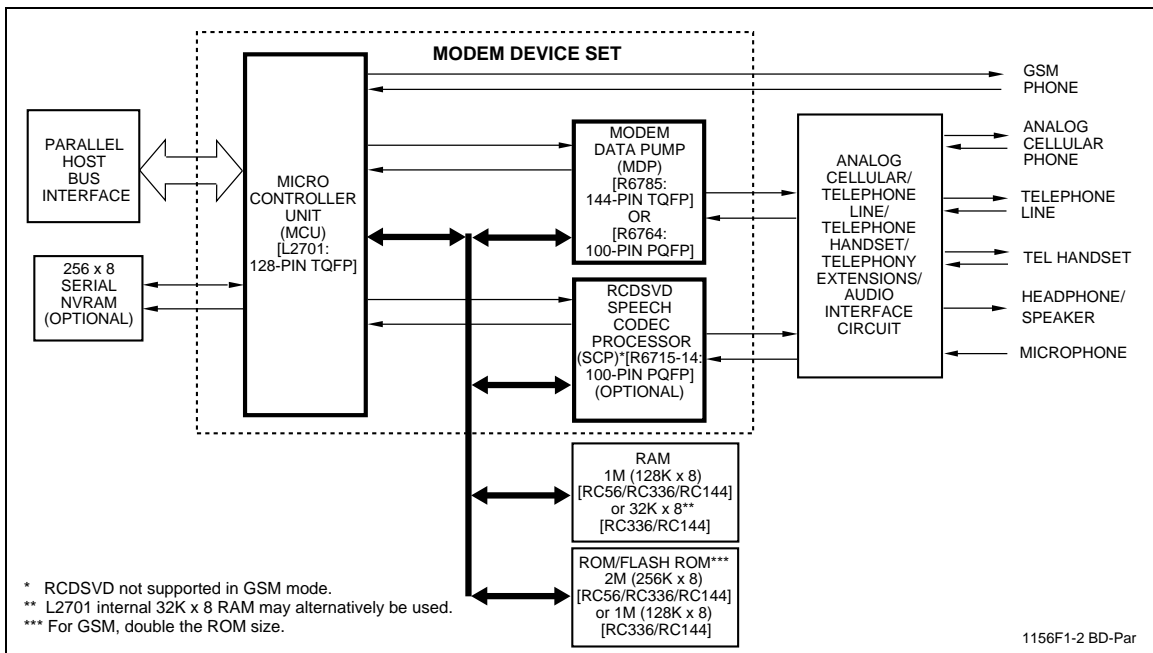 MODEM DEVICE SET
PARALLEL
HOST
BUS
INTERFACE
256 x 8
SERIAL
NVRAM
(OPTIONAL)
MICRO
CONTROLLER
UNIT
(MCU)
[L2701:
128-PIN TQFP]
MODEM
DATA PUMP
(MDP)
[R6785:
144-PIN TQFP]
OR
[R6764:
100-PIN PQFP]
RCDSVD
SPEECH
CODEC
PROCESSOR
(SCP)*[R6715-14:
100-PIN PQFP]
(OPTIONAL)
ANALOG
CELLULAR/
TELEPHONE
LINE/
TELEPHONE
HANDSET/
TELEPHONY
EXTENSIONS/
AUDIO
INTERFACE
CIRCUIT
GSM
PHONE
ANALOG
CELLULAR
PHONE
TELEPHONE
LINE
TEL HANDSET
HEADPHONE/
SPEAKER
MICROPHONE
RAM
1M (128K x 8)
[RC56/RC336/RC144]
or 32K x 8**
[RC336/RC144]
ROM/FLASH ROM***
2M (256K x 8)
[RC56/RC336/RC144]
or 1M (128K x 8)
[RC336/RC144]
* RCDSVD not supported in GSM mode.
** L2701 internal 32K x 8 RAM may alternatively be used.
*** For GSM, double the ROM size.
1156F1-2 BD-Par